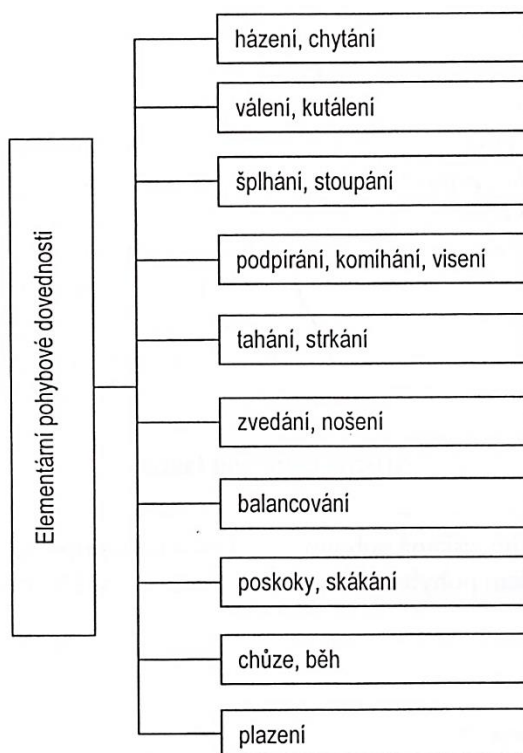 házení, chytání
válení, kutálení
šplhání, stoupání
podpírání, komíhání, visení
tahání, strkání
zvedání, nošení
balancování
poskoky, skákání
chůze, běh
plazení
Elementární pohybové dovednosti